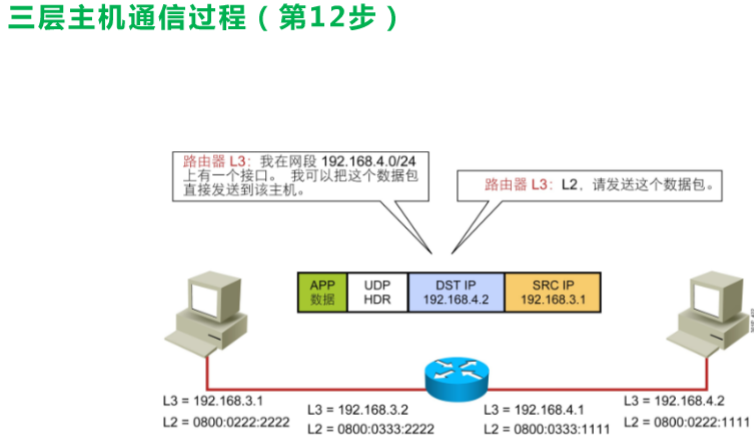 三层主机通信过程（第12步）
路由器 L3：我在网段 192.168.4.0/24
上有一个接口。 我可以把这个数据包
直接发送到该主机。
路由器 L3：L2，请发送这个数据包。
APP
数据
UDP
HDR
DST IP
192.168.4.2
SRC IP
192.168.3.1
L3 = 192.168.3.1
L2 = 0800:0222:2222
L3 = 192.168.3.2
L2 = 0800:0333:2222
L3 = 192.168.4.1
L2 = 0800:0333:1111
L3 = 192.168.4.2
L2 = 0800:0222:1111